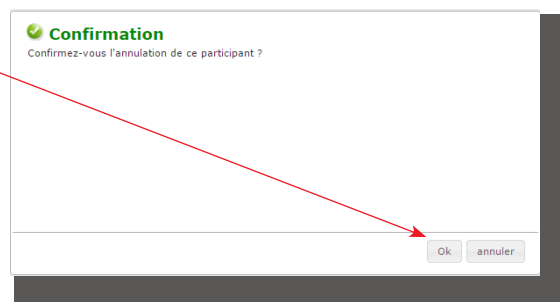 Confirmation
Confirmez-vous l'annulation de ce participant ?
Ok annuler